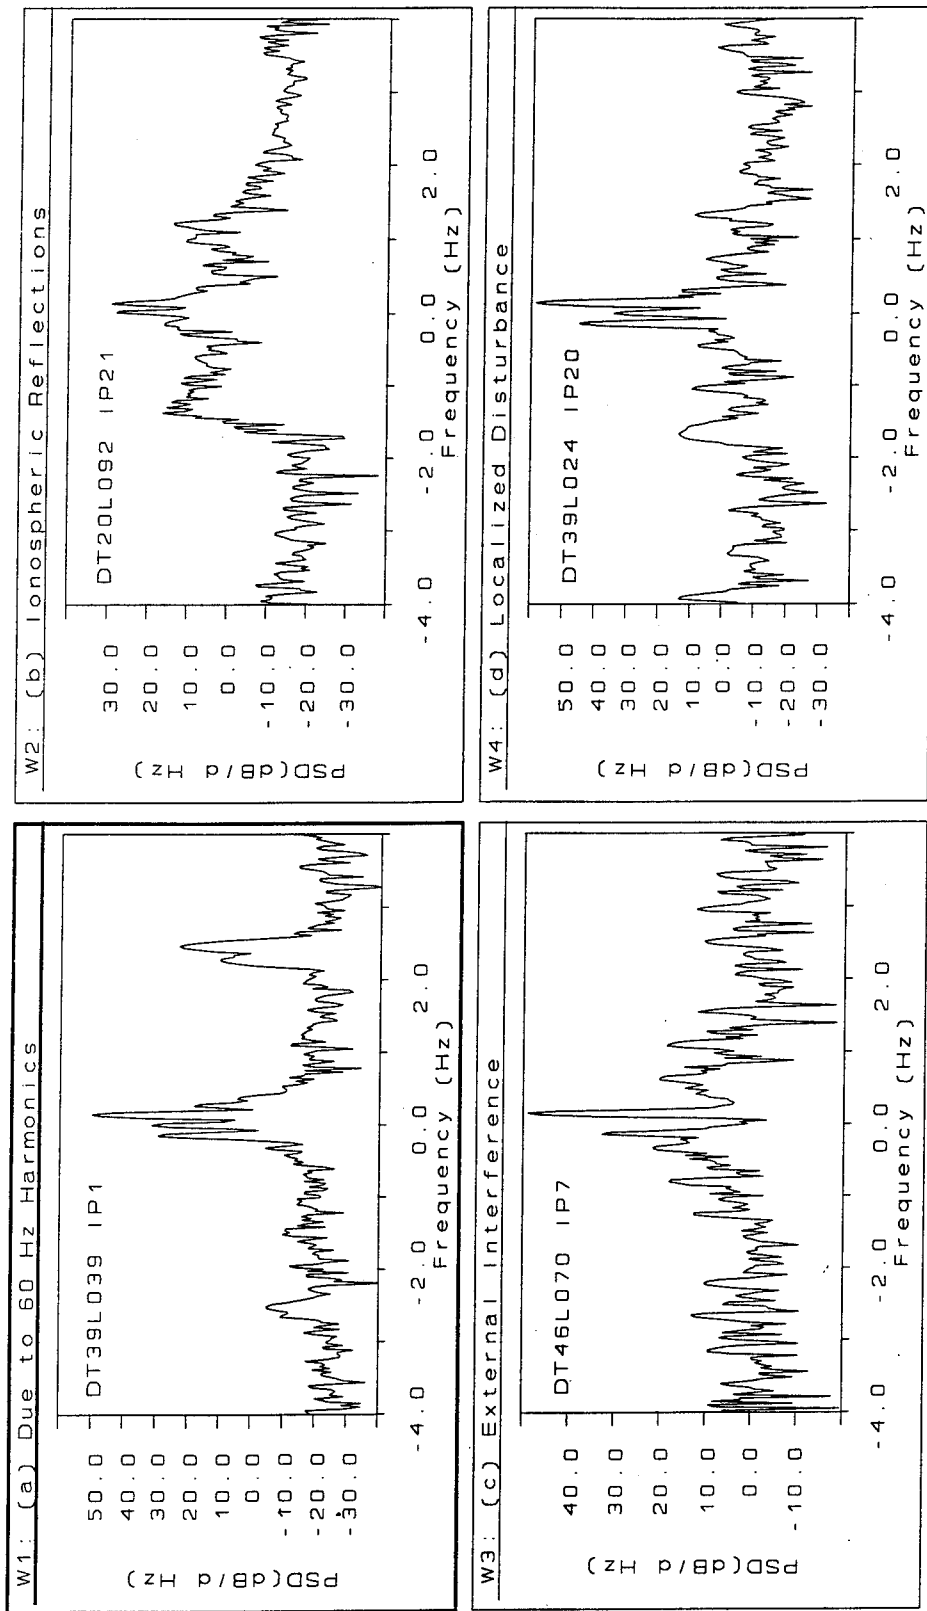 W1: (a) Due to 60 Hz Harmonics
DT39L039 IP1
PSD(dB/d Hz)
50.0
40.0
30.0
20.0
10.0
0.0
-10.0
-20.0
-30.0
-4.0
-2.0
0.0
2.0
Frequency (Hz)
W2: (b) Ionospheric Reflections
DT20L092 IP21
PSD(dB/d Hz)
30.0
20.0
10.0
0.0
-10.0
-20.0
-30.0
-4.0
-2.0
0.0
2.0
Frequency (Hz)
W3: (c) External Interference
DT46L070 IP7
PSD(dB/d Hz)
40.0
30.0
20.0
10.0
0.0
-10.0
-4.0
-2.0
0.0
2.0
Frequency (Hz)
W4: (d) Localized Disturbance
DT39L024 IP20
PSD(dB/d Hz)
50.0
40.0
30.0
20.0
10.0
0.0
-10.0
-20.0
-30.0
-4.0
-2.0
0.0
2.0
Frequency (Hz)